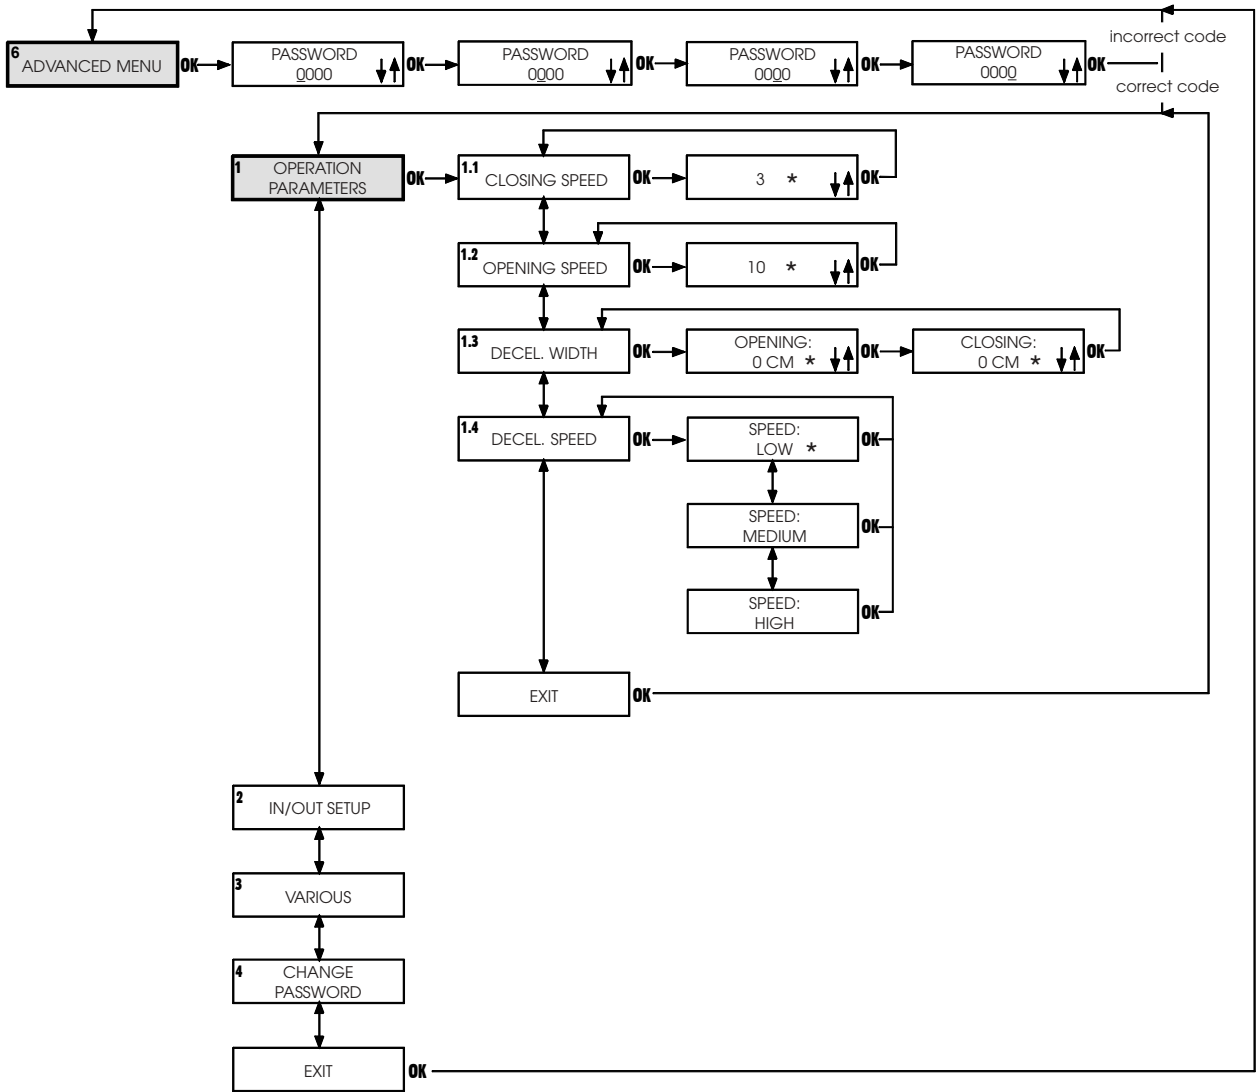 6
ADVANCED MENU
OK
PASSWORD
0000
OK
PASSWORD
0000
OK
PASSWORD
0000
OK
PASSWORD
0000
OK
incorrect code
correct code
1
OPERATION
PARAMETERS
OK
1.1
CLOSING SPEED
OK
3 *
OK
1.2
OPENING SPEED
OK
10 *
OK
1.3
DECEL. WIDTH
OK
OPENING:
0 CM *
OK
CLOSING:
0 CM *
OK
1.4
DECEL. SPEED
OK
SPEED:
LOW *
OK
SPEED:
MEDIUM
OK
SPEED:
HIGH
OK
EXIT
OK
2
IN/OUT SETUP
3
VARIOUS
4
CHANGE
PASSWORD
EXIT
OK